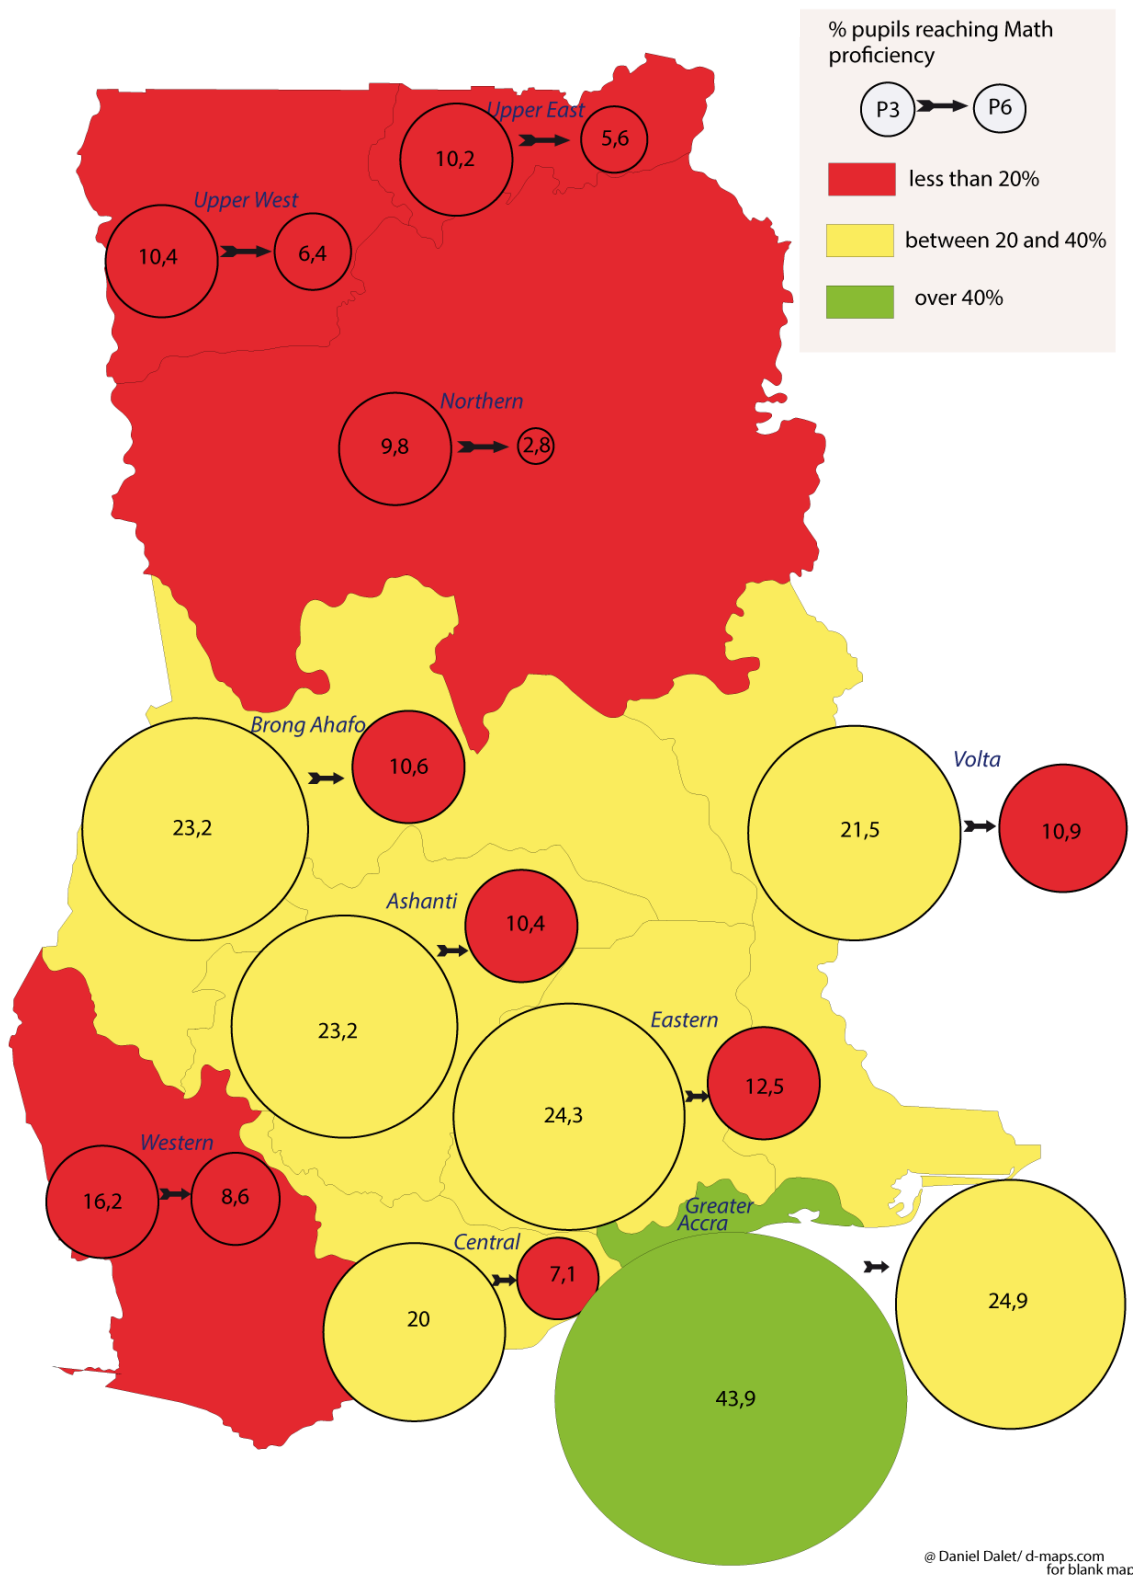 % pupils reaching Math
proficiency
P3
P6
less than 20%
between 20 and 40%
over 40%
Upper East
10,2
5,6
Upper West
10,4
6,4
Northern
9,8
2,8
Brong Ahafo
10,6
23,2
Volta
21,5
10,9
Ashanti
10,4
23,2
Eastern
12,5
24,3
Western
16,2
8,6
Greater
Accra
Central
7,1
20
24,9
43,9
@ Daniel Dalet/ d-maps.com
for blank map